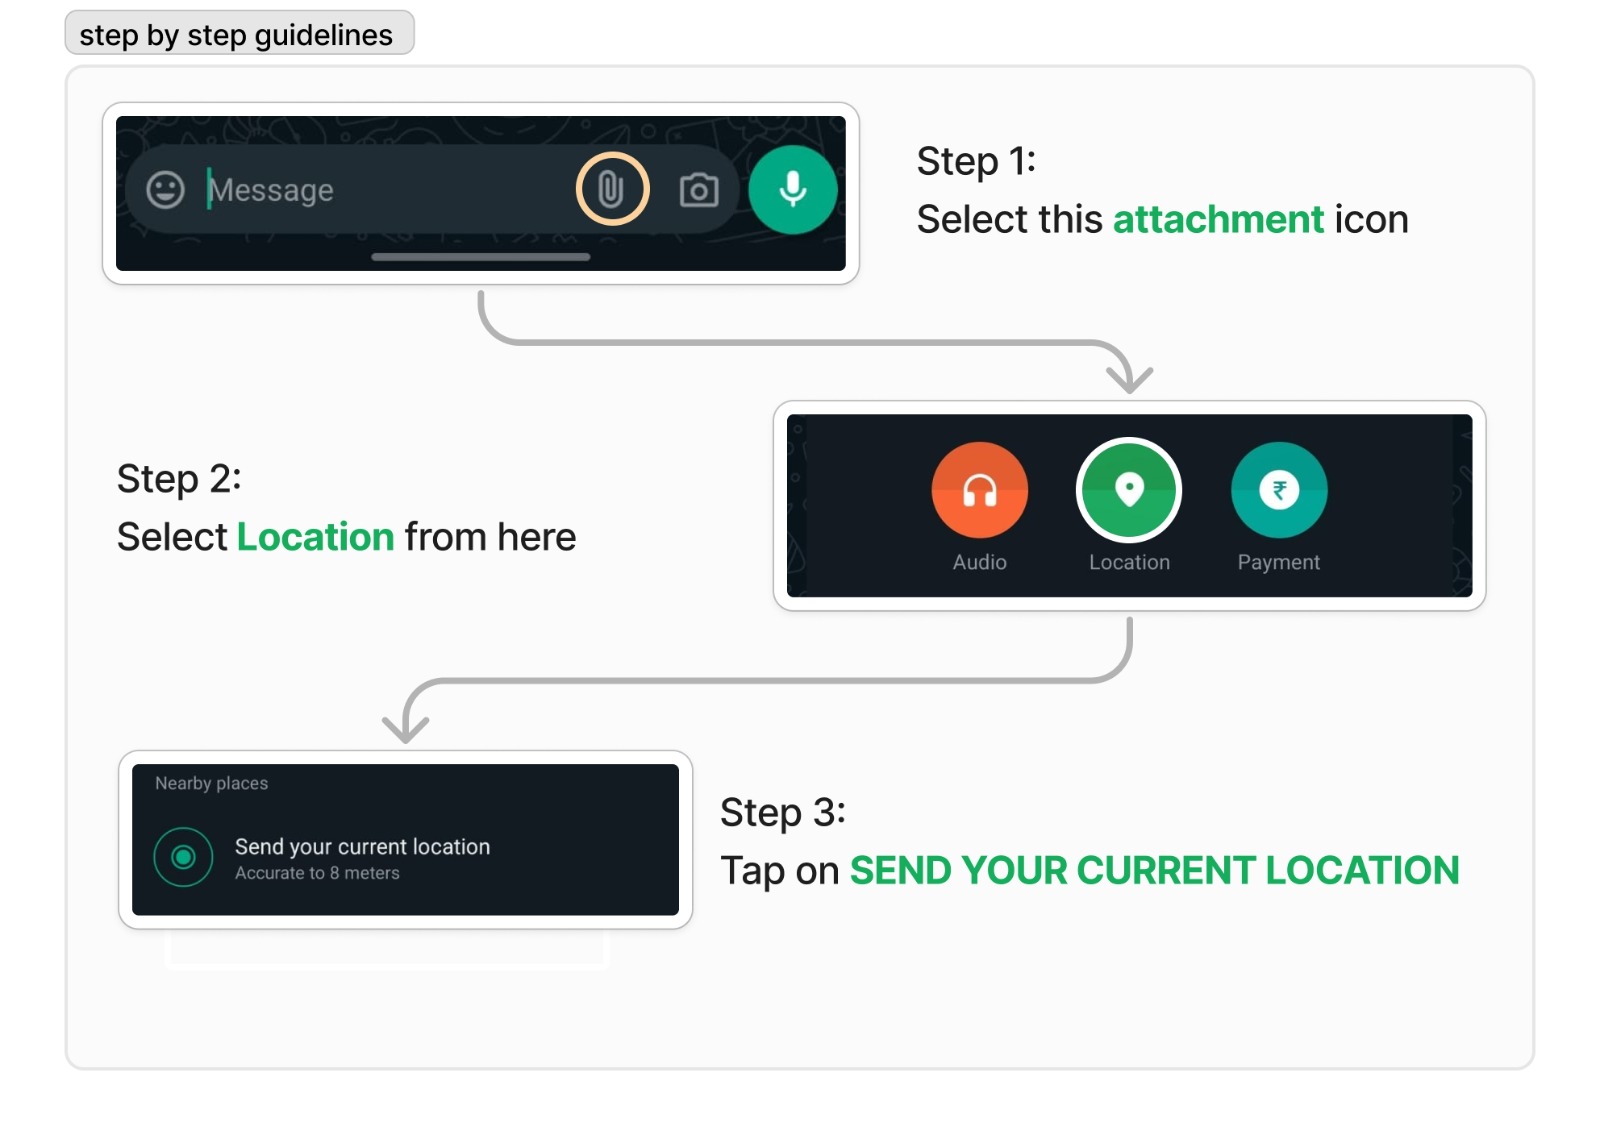 step by step guidelines
Message
Step 1:
Select this attachment icon
Step 2:
Select Location from here
₹
Audio
Location
Payment
Nearby places
Send your current location
Accurate to 8 meters
Step 3:
Tap on SEND YOUR CURRENT LOCATION